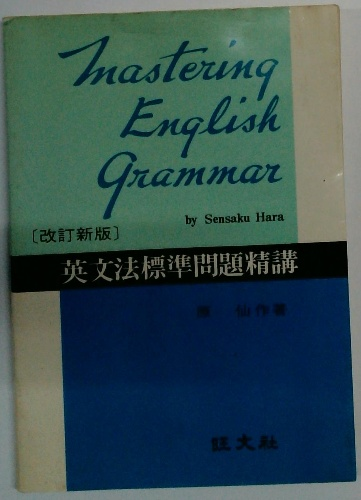 Mastering
English
Grammar
by Sensaku Hara
〔改訂新版〕
英文法標準問題精講
原 仙作著
旺文社